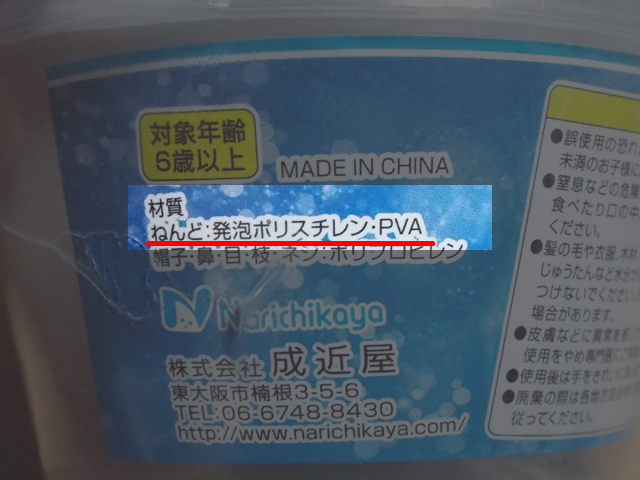 対象年齢
6歳以上
MADE IN CHINA
材質
ねんど:発泡ポリスチレン・PVA
帽子・鼻・目・枝・ネジ:ポリプロピレン
Narichikaya
株式会社 成近屋
東大阪市楠根3-5-6
TEL:06-6748-8430
http://www.narichikaya.com/
●誤使用の恐れ
未満のお子様に
●窒息などの危険
食べたり口の中
ください。
●髪の毛や衣服、木材
じゅうたんなど水分
つけないでください
場合があります。
●皮膚などに異常を
使用をやめ専門医に
●使用後は手をきれいに
●廃棄の際は各地方自
従ってください。